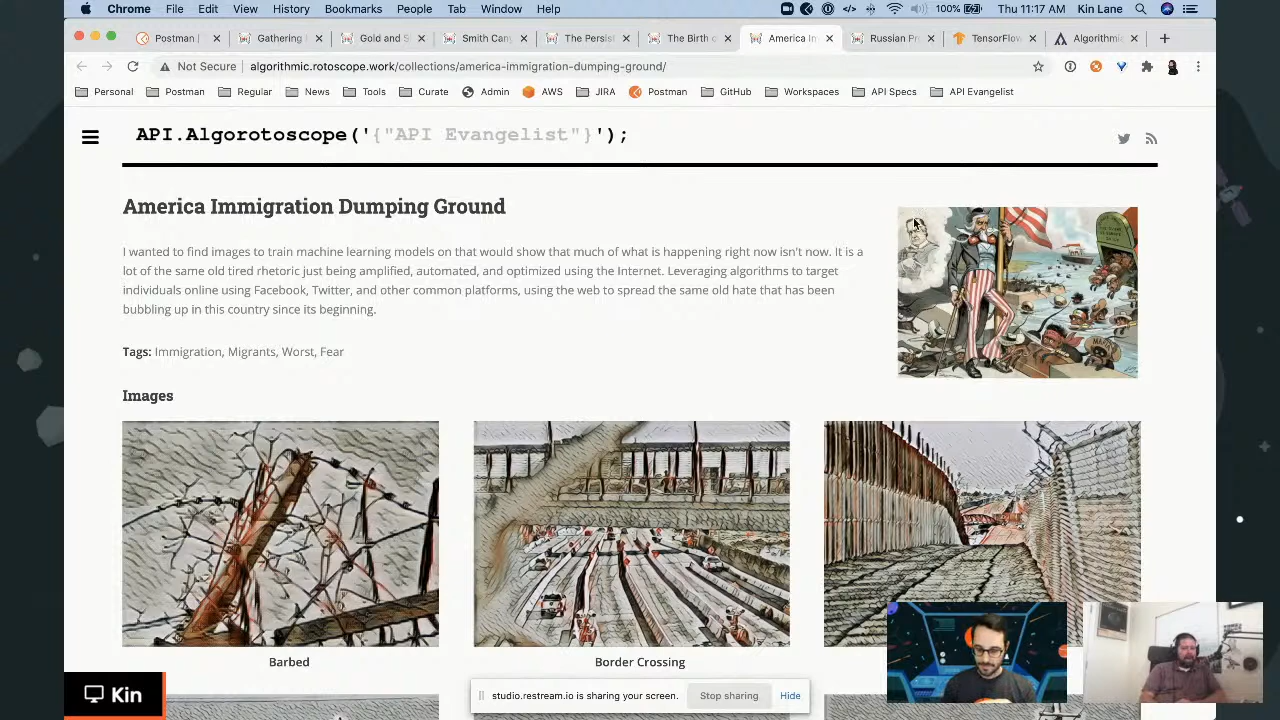 Chrome File Edit View History Bookmarks People Tab Window Help 100% Thu 11:17 AM Kin Lane
Postman | Gathering Gold and S Smith Can The Persis The Birth o America Im Russian Pr TensorFlow Algorithmic
Not Secure algorithmic.rotoscope.work/collections/america-immigration-dumping-ground/
Personal Postman Regular News Tools Curate Admin AWS JIRA Postman GitHub Workspaces API Specs API Evangelist
API.Algorotoscope('{"API Evangelist"}');
America Immigration Dumping Ground
I wanted to find images to train machine learning models on that would show that much of what is happening right now isn't now. It is a
lot of the same old tired rhetoric just being amplified, automated, and optimized using the Internet. Leveraging algorithms to target
individuals online using Facebook, Twitter, and other common platforms, using the web to spread the same old hate that has been
bubbling up in this country since its beginning.
Tags: Immigration, Migrants, Worst, Fear
Images
Barbed
Border Crossing
studio.restream.io is sharing your screen. Stop sharing Hide
Kin